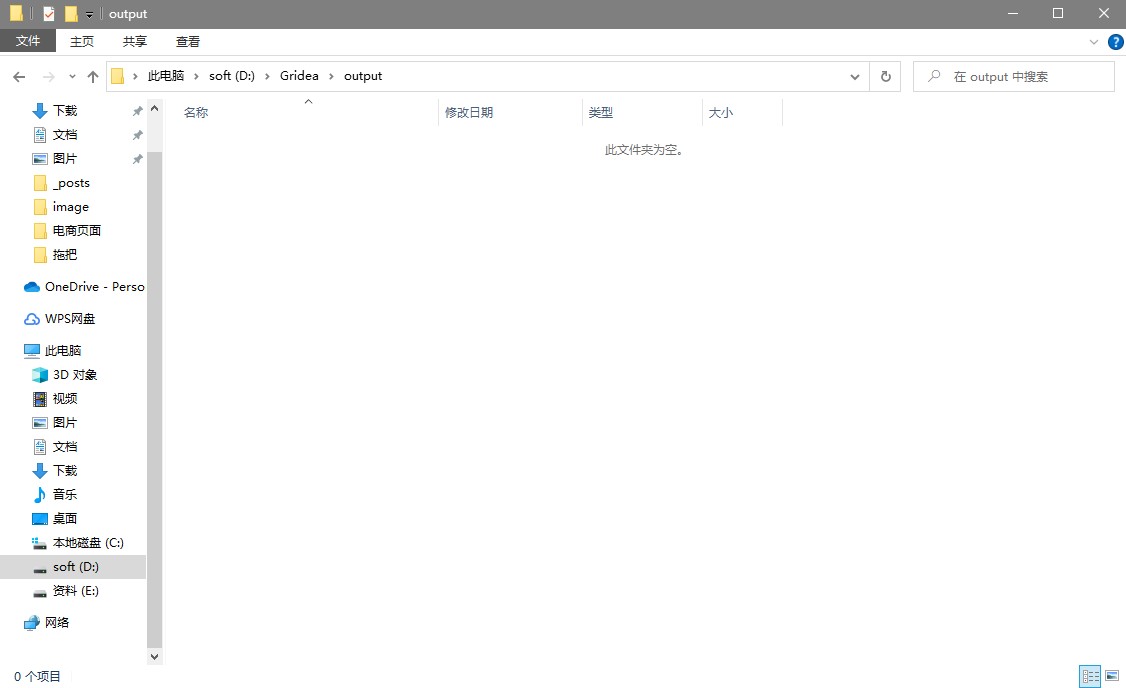 output
文件 主页 共享 查看
此电脑 soft (D:) Gridea output
在 output 中搜索
名称 修改日期 类型 大小
此文件夹为空。
下载
文档
图片
_posts
image
电商页面
拖把
OneDrive - Perso
WPS网盘
此电脑
3D 对象
视频
图片
文档
下载
音乐
桌面
本地磁盘 (C:)
soft (D:)
资料 (E:)
网络
0 个项目